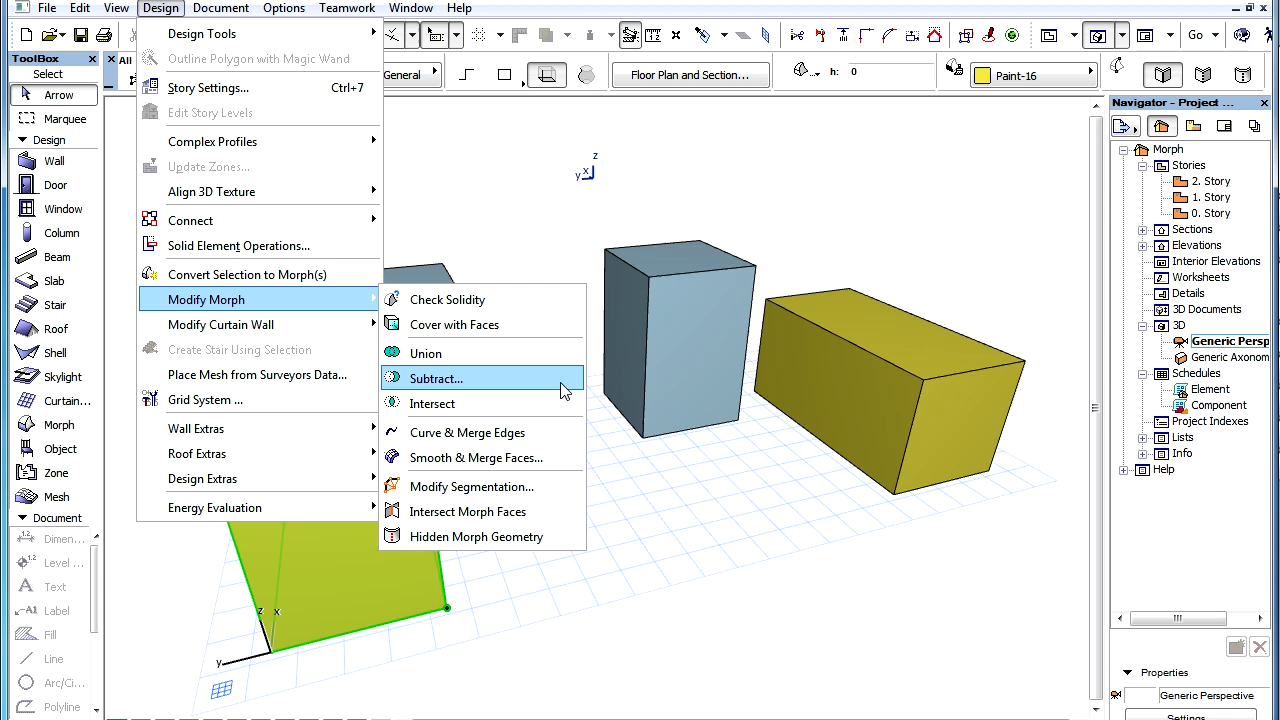 File Edit View Design Document Options Teamwork Window Help
ToolBox
Select
Arrow
Marquee
Design
Wall
Door
Window
Column
Beam
Slab
Stair
Roof
Shell
Skylight
Curtain...
Morph
Object
Zone
Mesh
Document
Dimen...
Level ...
Text
Label
Fill
Line
Arc/Ci...
Polyline
All
General
Floor Plan and Section...
h: 0
Paint-16
Go
Design Tools
Outline Polygon with Magic Wand
Story Settings... Ctrl+7
Edit Story Levels
Complex Profiles
Update Zones...
Align 3D Texture
Connect
Solid Element Operations...
Convert Selection to Morph(s)
Modify Morph
Modify Curtain Wall
Create Stair Using Selection
Place Mesh from Surveyors Data...
Grid System ...
Wall Extras
Roof Extras
Design Extras
Energy Evaluation
Check Solidity
Cover with Faces
Union
Subtract...
Intersect
Curve & Merge Edges
Smooth & Merge Faces...
Modify Segmentation...
Intersect Morph Faces
Hidden Morph Geometry
z
y x
z x
y
Navigator - Project ...
Morph
Stories
2. Story
1. Story
0. Story
Sections
Elevations
Interior Elevations
Worksheets
Details
3D Documents
3D
Generic Persp
Generic Axonom
Schedules
Element
Component
Project Indexes
Lists
Info
Help
Properties
Generic Perspective
Settings...